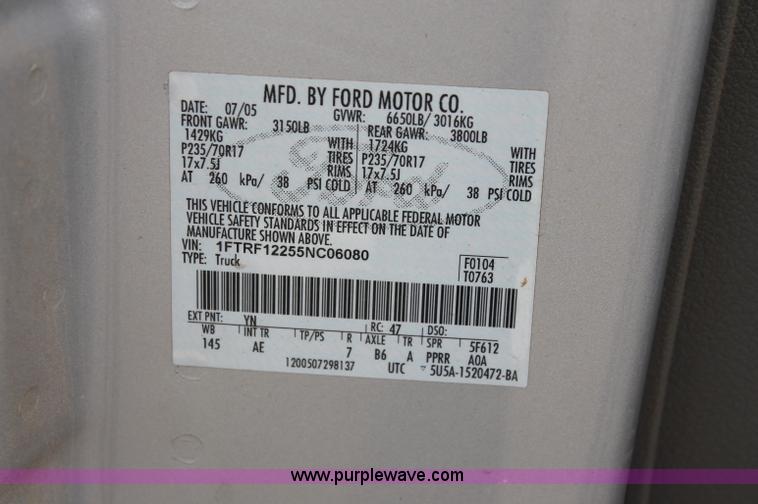 MFD. BY FORD MOTOR CO.
DATE: 07/05 GVWR: 6650LB/ 3016KG
FRONT GAWR: 3150LB REAR GAWR: 3800LB
1429KG WITH 1724KG WITH
P235/70R17 TIRES P235/70R17 TIRES
17x7.5J RIMS 17x7.5J RIMS
AT 260 kPa/ 38 PSI COLD AT 260 kPa/ 38 PSI COLD
Ford
THIS VEHICLE CONFORMS TO ALL APPLICABLE FEDERAL MOTOR
VEHICLE SAFETY STANDARDS IN EFFECT ON THE DATE OF
MANUFACTURE SHOWN ABOVE.
VIN: 1FTRF12255NC06080
TYPE: Truck F0104
T0763
EXT PNT: YN RC: 47 DSO:
WB INT TR TP/PS R AXLE TR SPR 5F612
145 AE 7 B6 A PPRR AOA
1200507298137 UTC ▽ 5U5A-1520472-BA
www.purplewave.com